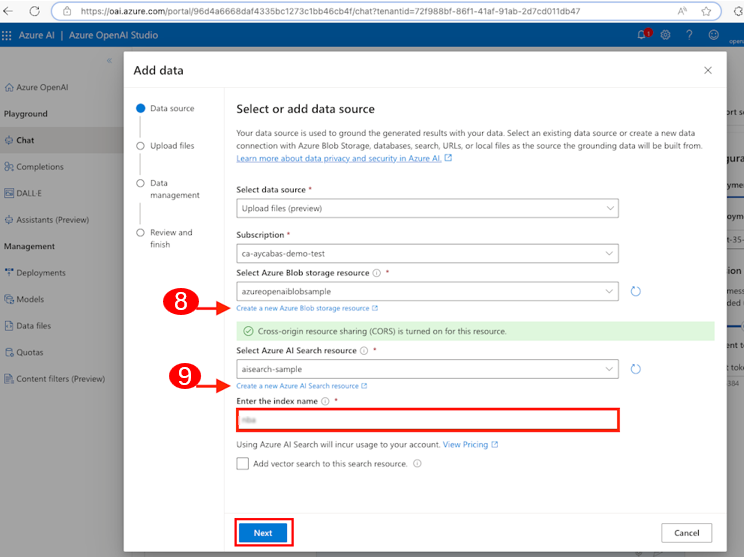 https://oai.azure.com/portal/96d4a6668daf4335bc1273c1bb46cb4f/chat?tenantid=72f988bf-86f1-41af-91ab-2d7cd011db47
Azure AI | Azure OpenAI Studio
1
?
Azure OpenAI
Playground
Chat
Completions
DALL·E
Assistants (Preview)
Management
Deployments
Models
Data files
Quotas
Content filters (Preview)
Add data
Data source
Upload files
Data
management
Review and
finish
Select or add data source
Your data source is used to ground the generated results with your data. Select an existing data source or create a new data
connection with Azure Blob Storage, databases, search, URLs, or local files as the source the grounding data will be built from.
Learn more about data privacy and security in Azure AI.
Select data source *
Upload files (preview)
Subscription *
ca-aycabas-demo-test
Select Azure Blob storage resource *
azureopenaiblobsample
8
Create a new Azure Blob storage resource
Cross-origin resource sharing (CORS) is turned on for this resource.
Select Azure AI Search resource *
aisearch-sample
9
Create a new Azure AI Search resource
Enter the index name *
Using Azure AI Search will incur usage to your account. View Pricing
Add vector search to this search resource.
Next
Cancel